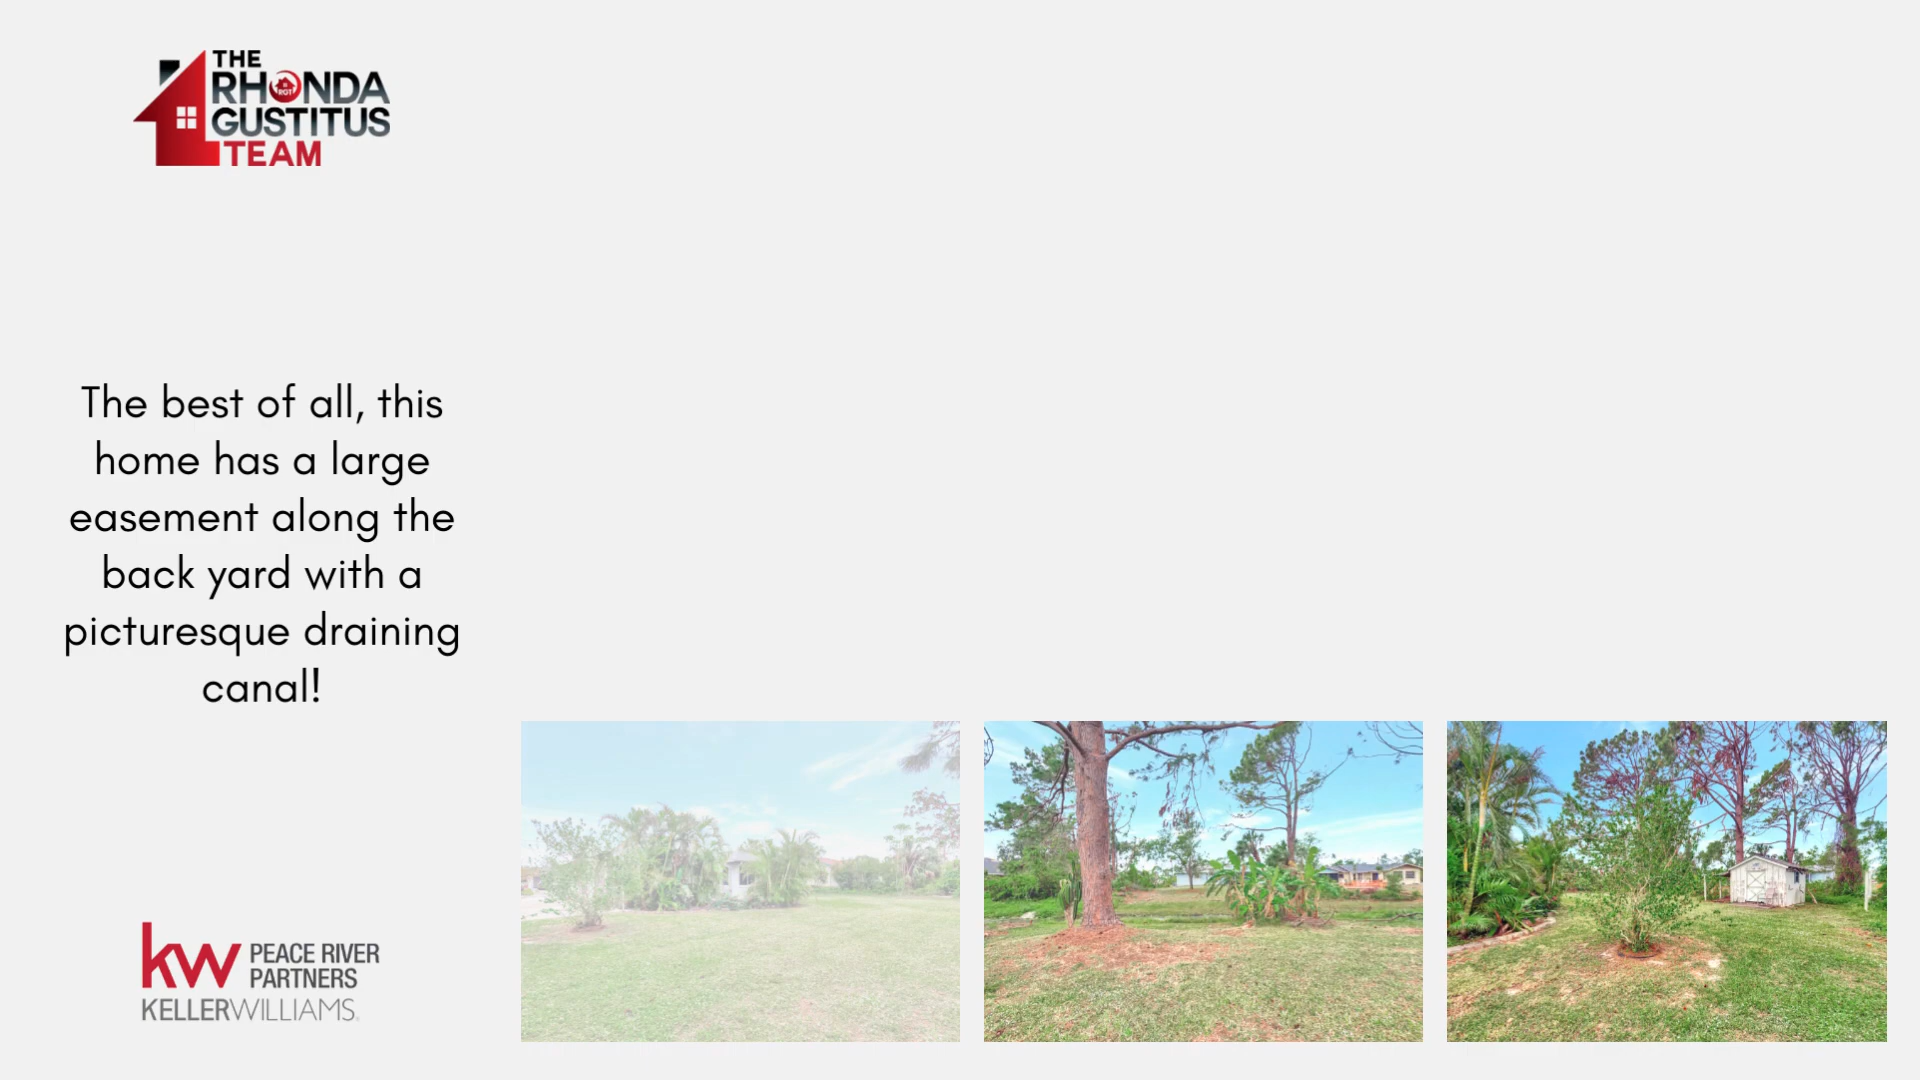 THE
RHONDA
GUSTITUS
TEAM
The best of all, this
home has a large
easement along the
back yard with a
picturesque draining
canal!
kw PEACE RIVER
PARTNERS
KELLERWILLIAMS.